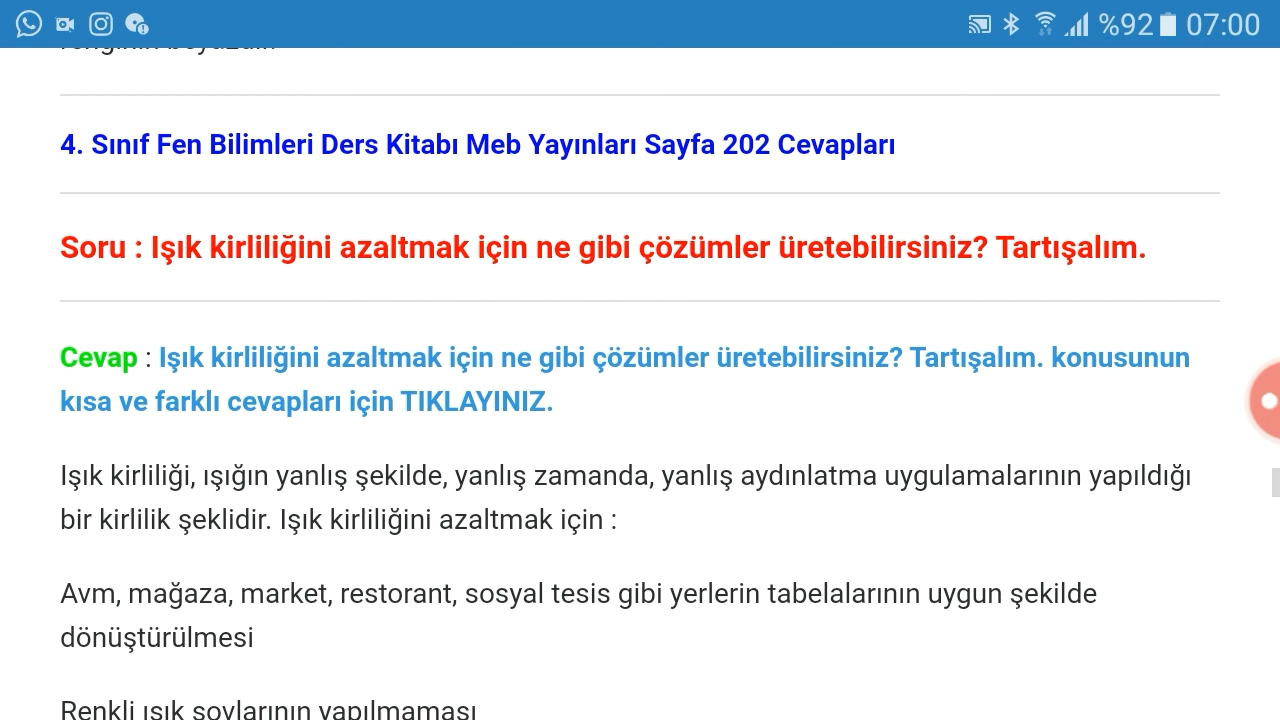 %92 07:00
4. Sınıf Fen Bilimleri Ders Kitabı Meb Yayınları Sayfa 202 Cevapları
Soru : Işık kirliliğini azaltmak için ne gibi çözümler üretebilirsiniz? Tartışalım.
Cevap : Işık kirliliğini azaltmak için ne gibi çözümler üretebilirsiniz? Tartışalım. konusunun
kısa ve farklı cevapları için TIKLAYINIZ.
Işık kirliliği, ışığın yanlış şekilde, yanlış zamanda, yanlış aydınlatma uygulamalarının yapıldığı
bir kirlilik şeklidir. Işık kirliliğini azaltmak için :
Avm, mağaza, market, restorant, sosyal tesis gibi yerlerin tabelalarının uygun şekilde
dönüştürülmesi
Renkli ışık şovlarının yapılmaması